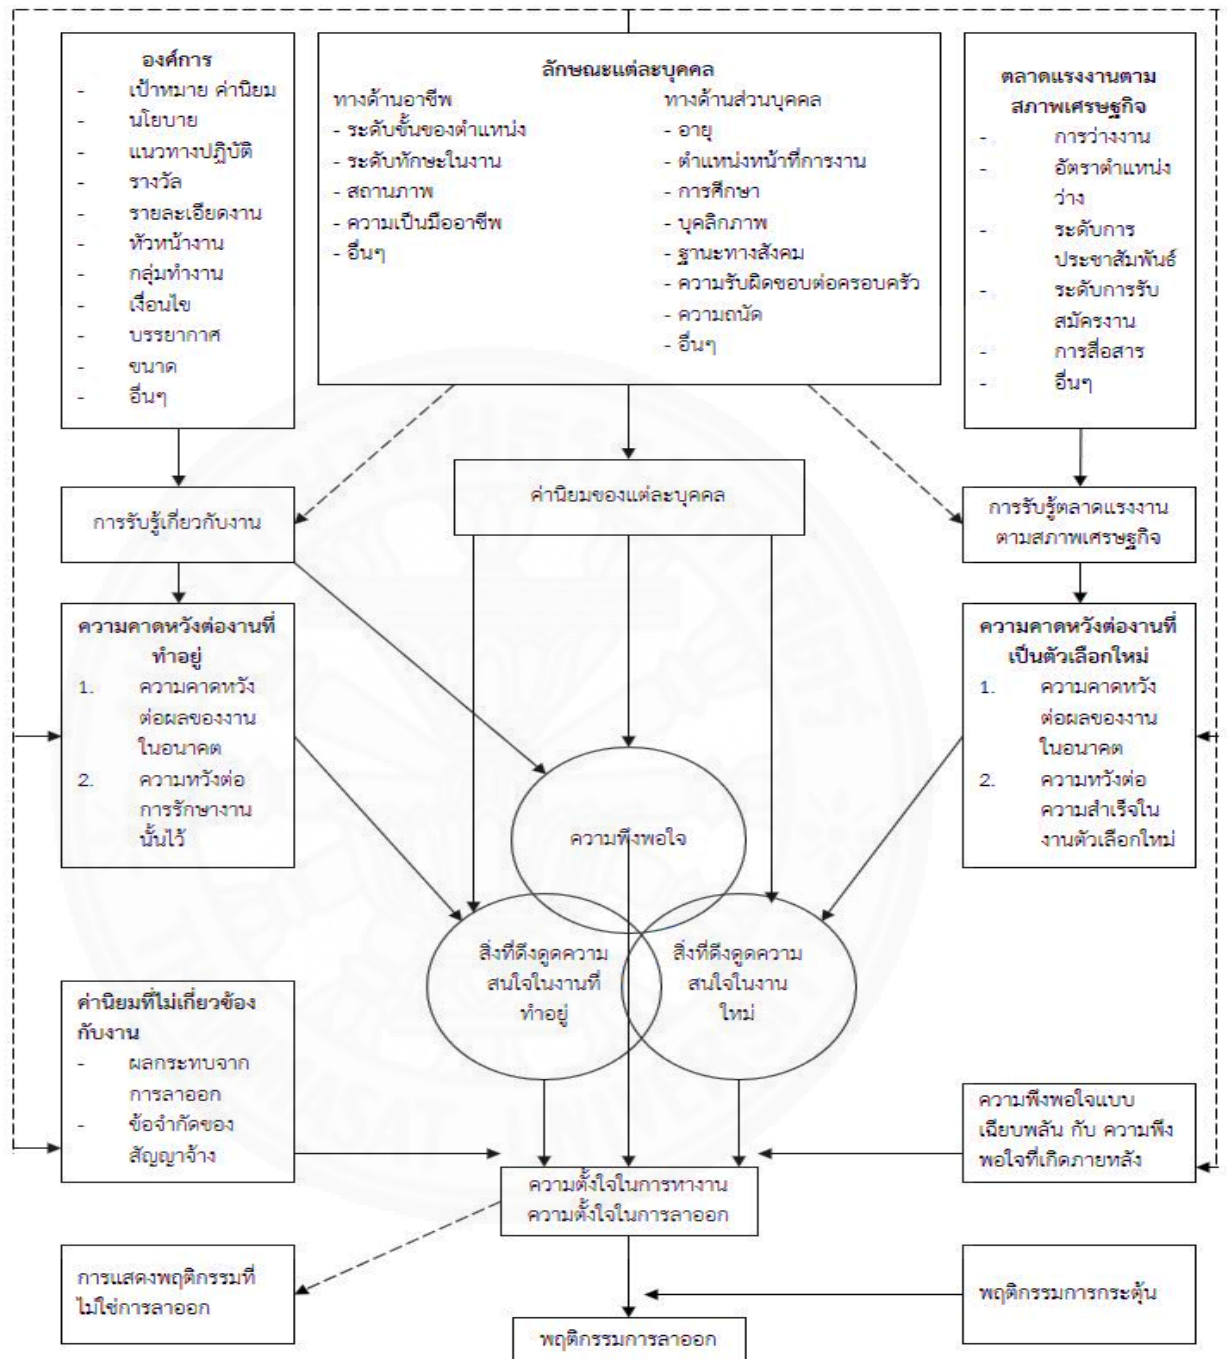 องค์การ
- เป้าหมาย ค่านิยม
- นโยบาย
- แนวทางปฏิบัติ
- รางวัล
- รายละเอียดงาน
- หัวหน้างาน
- กลุ่มทำงาน
- เงื่อนไข
- บรรยากาศ
- ขนาด
- อื่นๆ
ลักษณะแต่ละบุคคล
ทางด้านอาชีพ
- ระดับขั้นของตำแหน่ง
- ระดับทักษะในงาน
- สถานภาพ
- ความเป็นมืออาชีพ
- อื่นๆ
ทางด้านส่วนบุคคล
- อายุ
- ตำแหน่งหน้าที่การงาน
- การศึกษา
- บุคลิกภาพ
- ฐานะทางสังคม
- ความรับผิดชอบต่อครอบครัว
- ความถนัด
- อื่นๆ
ตลาดแรงงานตาม
สภาพเศรษฐกิจ
- การว่างงาน
- อัตราตำแหน่ง
ว่าง
- ระดับการ
ประชาสัมพันธ์
- ระดับการรับ
สมัครงาน
- การสื่อสาร
- อื่นๆ
การรับรู้เกี่ยวกับงาน
ค่านิยมของแต่ละบุคคล
การรับรู้ตลาดแรงงาน
ตามสภาพเศรษฐกิจ
ความคาดหวังต่องานที่
ทำอยู่
1. ความคาดหวัง
ต่อผลของงาน
ในอนาคต
2. ความหวังต่อ
การรักษางาน
นั้นไว้
ความคาดหวังต่องานที่
เป็นตัวเลือกใหม่
1. ความคาดหวัง
ต่อผลของงาน
ในอนาคต
2. ความหวังต่อ
ความสำเร็จใน
งานตัวเลือกใหม่
ความพึงพอใจ
สิ่งที่ดึงดูดความ
สนใจในงานที่
ทำอยู่
สิ่งที่ดึงดูดความ
สนใจในงาน
ใหม่
ค่านิยมที่ไม่เกี่ยวข้อง
กับงาน
- ผลกระทบจาก
การลาออก
- ข้อจำกัดของ
สัญญาจ้าง
ความพึงพอใจแบบ
เฉียบพลัน กับ ความพึง
พอใจที่เกิดภายหลัง
ความตั้งใจในการทางาน
ความตั้งใจในการลาออก
การแสดงพฤติกรรมที่
ไม่ใช่การลาออก
พฤติกรรมการกระตุ้น
พฤติกรรมการลาออก